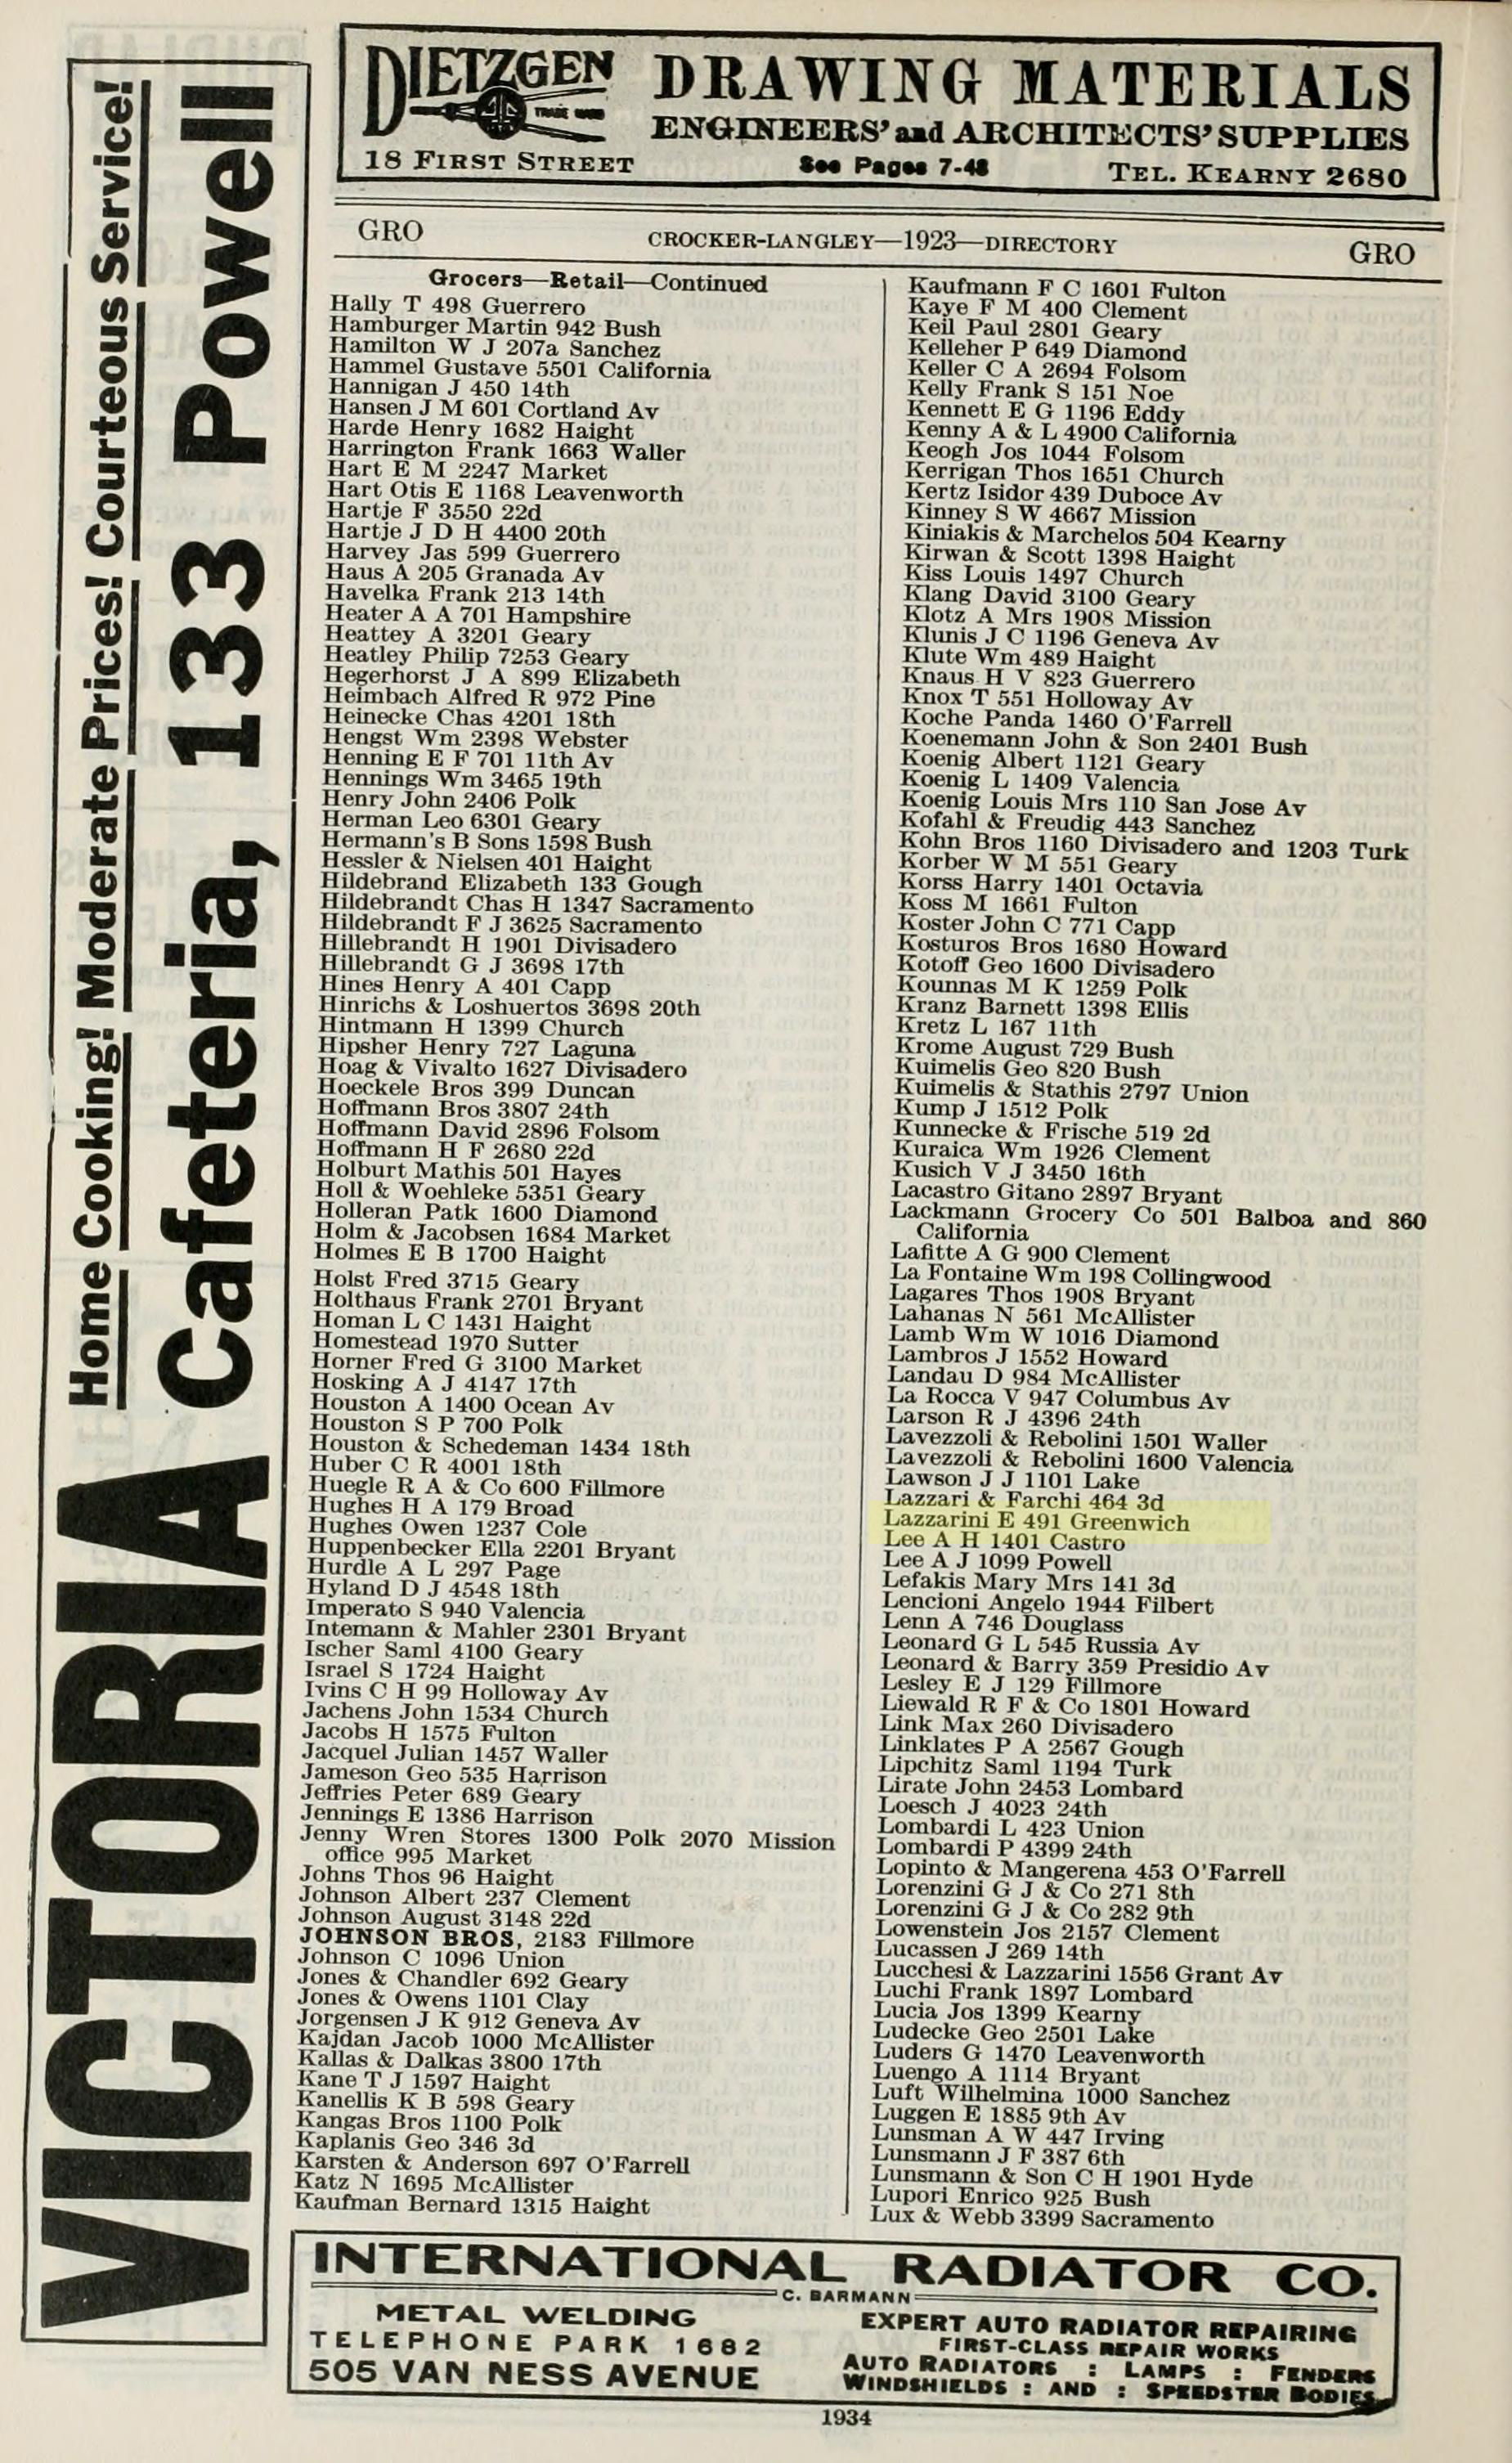 VICTORIA Cafeteria, 133 Powell
Home Cooking! Moderate Prices! Courteous Service!
DIETZGEN
TRADE MARK
DRAWING MATERIALS
ENGINEERS' and ARCHITECTS' SUPPLIES
18 FIRST STREET See Pages 7-48 TEL. KEARNY 2680
GRO CROCKER-LANGLEY—1923—DIRECTORY GRO
Grocers—Retail—Continued
Hally T 498 Guerrero
Hamburger Martin 942 Bush
Hamilton W J 207a Sanchez
Hammel Gustave 5501 California
Hannigan J 450 14th
Hansen J M 601 Cortland Av
Harde Henry 1682 Haight
Harrington Frank 1663 Waller
Hart E M 2247 Market
Hart Otis E 1168 Leavenworth
Hartje F 3550 22d
Hartje J D H 4400 20th
Harvey Jas 599 Guerrero
Haus A 205 Granada Av
Havelka Frank 213 14th
Heater A A 701 Hampshire
Heattey A 3201 Geary
Heatley Philip 7253 Geary
Hegerhorst J A 899 Elizabeth
Heimbach Alfred R 972 Pine
Heinecke Chas 4201 18th
Hengst Wm 2398 Webster
Henning E F 701 11th Av
Hennings Wm 3465 19th
Henry John 2406 Polk
Herman Leo 6301 Geary
Hermann's B Sons 1598 Bush
Hessler & Nielsen 401 Haight
Hildebrand Elizabeth 133 Gough
Hildebrandt Chas H 1347 Sacramento
Hildebrandt F J 3625 Sacramento
Hillebrandt H 1901 Divisadero
Hillebrandt G J 3698 17th
Hines Henry A 401 Capp
Hinrichs & Loshuertos 3698 20th
Hintmann H 1399 Church
Hipsher Henry 727 Laguna
Hoag & Vivalto 1627 Divisadero
Hoeckele Bros 399 Duncan
Hoffmann Bros 3807 24th
Hoffmann David 2896 Folsom
Hoffmann H F 2680 22d
Holburt Mathis 501 Hayes
Holl & Woehleke 5351 Geary
Holleran Patk 1600 Diamond
Holm & Jacobsen 1684 Market
Holmes E B 1700 Haight
Holst Fred 3715 Geary
Holthaus Frank 2701 Bryant
Homan L C 1431 Haight
Homestead 1970 Sutter
Horner Fred G 3100 Market
Hosking A J 4147 17th
Houston A 1400 Ocean Av
Houston S P 700 Polk
Houston & Schedeman 1434 18th
Huber C R 4001 18th
Huegle R A & Co 600 Fillmore
Hughes H A 179 Broad
Hughes Owen 1237 Cole
Huppenbecker Ella 2201 Bryant
Hurdle A L 297 Page
Hyland D J 4548 18th
Imperato S 940 Valencia
Intemann & Mahler 2301 Bryant
Ischer Saml 4100 Geary
Israel S 1724 Haight
Ivins C H 99 Holloway Av
Jachens John 1534 Church
Jacobs H 1575 Fulton
Jacquel Julian 1457 Waller
Jameson Geo 535 Harrison
Jeffries Peter 689 Geary
Jennings E 1386 Harrison
Jenny Wren Stores 1300 Polk 2070 Mission
office 995 Market
Johns Thos 96 Haight
Johnson Albert 237 Clement
Johnson August 3148 22d
JOHNSON BROS, 2183 Fillmore
Johnson C 1096 Union
Jones & Chandler 692 Geary
Jones & Owens 1101 Clay
Jorgensen J K 912 Geneva Av
Kajdan Jacob 1000 McAllister
Kallas & Dalkas 3800 17th
Kane T J 1597 Haight
Kanellis K B 598 Geary
Kangas Bros 1100 Polk
Kaplanis Geo 346 3d
Karsten & Anderson 697 O'Farrell
Katz N 1695 McAllister
Kaufman Bernard 1315 Haight
Kaufmann F C 1601 Fulton
Kaye F M 400 Clement
Keil Paul 2801 Geary
Kelleher P 649 Diamond
Keller C A 2694 Folsom
Kelly Frank S 151 Noe
Kennett E G 1196 Eddy
Kenny A & L 4900 California
Keogh Jos 1044 Folsom
Kerrigan Thos 1651 Church
Kertz Isidor 439 Duboce Av
Kinney S W 4667 Mission
Kiniakis & Marchelos 504 Kearny
Kirwan & Scott 1398 Haight
Kiss Louis 1497 Church
Klang David 3100 Geary
Klotz A Mrs 1908 Mission
Klunis J C 1196 Geneva Av
Klute Wm 489 Haight
Knaus H V 823 Guerrero
Knox T 551 Holloway Av
Koche Panda 1460 O'Farrell
Koenemann John & Son 2401 Bush
Koenig Albert 1121 Geary
Koenig L 1409 Valencia
Koenig Louis Mrs 110 San Jose Av
Kofahl & Freudig 443 Sanchez
Kohn Bros 1160 Divisadero and 1203 Turk
Korber W M 551 Geary
Korss Harry 1401 Octavia
Koss M 1661 Fulton
Koster John C 771 Capp
Kosturos Bros 1680 Howard
Kotoff Geo 1600 Divisadero
Kounnas M K 1259 Polk
Kranz Barnett 1398 Ellis
Kretz L 167 11th
Krome August 729 Bush
Kuimelis Geo 820 Bush
Kuimelis & Stathis 2797 Union
Kump J 1512 Polk
Kunnecke & Frische 519 2d
Kuraica Wm 1926 Clement
Kusich V J 3450 16th
Lacastro Gitano 2897 Bryant
Lackmann Grocery Co 501 Balboa and 860
California
Lafitte A G 900 Clement
La Fontaine Wm 198 Collingwood
Lagares Thos 1908 Bryant
Lahanas N 561 McAllister
Lamb Wm W 1016 Diamond
Lambros J 1552 Howard
Landau D 984 McAllister
La Rocca V 947 Columbus Av
Larson R J 4396 24th
Lavezzoli & Rebolini 1501 Waller
Lavezzoli & Rebolini 1600 Valencia
Lawson J J 1101 Lake
Lazzari & Farchi 464 3d
Lazzarini E 491 Greenwich
Lee A H 1401 Castro
Lee A J 1099 Powell
Lefakis Mary Mrs 141 3d
Lencioni Angelo 1944 Filbert
Lenn A 746 Douglass
Leonard G L 545 Russia Av
Leonard & Barry 359 Presidio Av
Lesley E J 129 Fillmore
Liewald R F & Co 1801 Howard
Link Max 260 Divisadero
Linklates P A 2567 Gough
Lipchitz Saml 1194 Turk
Lirate John 2453 Lombard
Loesch J 4023 24th
Lombardi L 423 Union
Lombardi P 4399 24th
Lopinto & Mangerena 453 O'Farrell
Lorenzini G J & Co 271 8th
Lorenzini G J & Co 282 9th
Lowenstein Jos 2157 Clement
Lucassen J 269 14th
Lucchesi & Lazzarini 1556 Grant Av
Luchi Frank 1897 Lombard
Lucia Jos 1399 Kearny
Ludecke Geo 2501 Lake
Luders G 1470 Leavenworth
Luengo A 1114 Bryant
Luft Wilhelmina 1000 Sanchez
Luggen E 1885 9th Av
Lunsman A W 447 Irving
Lunsmann J F 387 6th
Lunsmann & Son C H 1901 Hyde
Lupori Enrico 925 Bush
Lux & Webb 3399 Sacramento
INTERNATIONAL RADIATOR CO.
C. BARMANN
METAL WELDING
TELEPHONE PARK 1682
505 VAN NESS AVENUE
EXPERT AUTO RADIATOR REPAIRING
FIRST-CLASS REPAIR WORKS
AUTO RADIATORS : LAMPS : FENDERS
WINDSHIELDS : AND : SPEEDSTER BODIES
1934